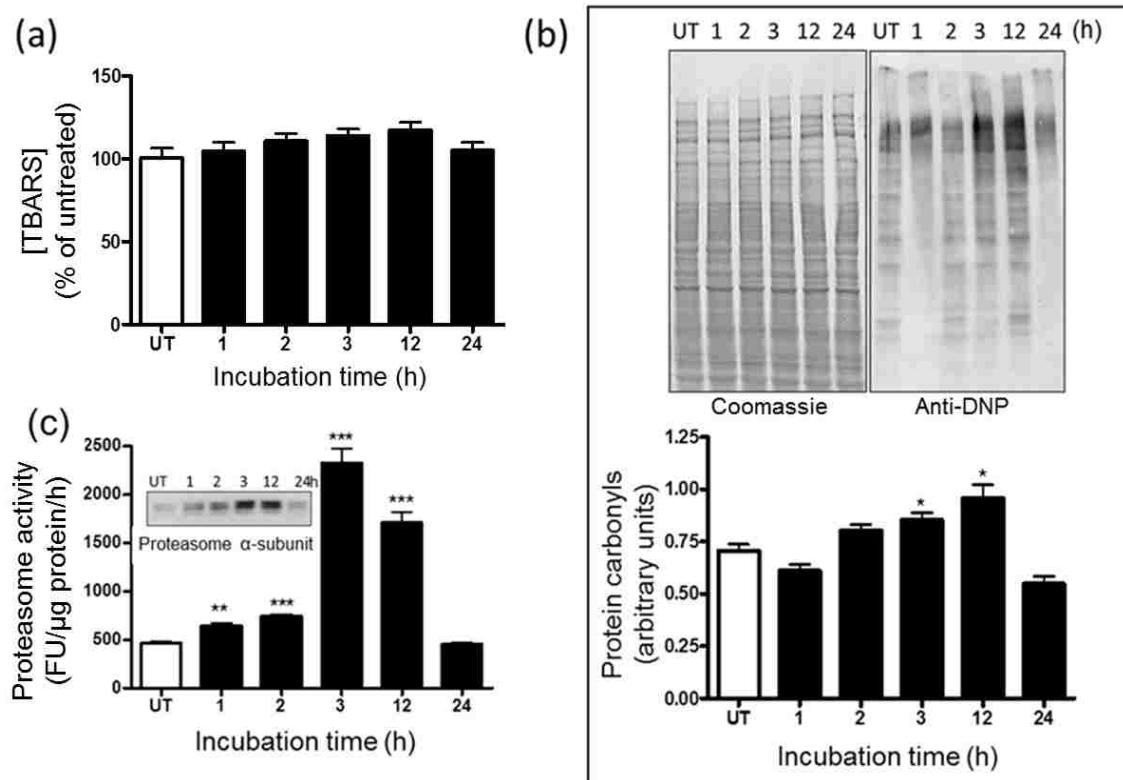 (a)
[TBARS]
(% of untreated)
150
100
50
0
UT 1 2 3 12 24
Incubation time (h)
(b)
UT 1 2 3 12 24 UT 1 2 3 12 24 (h)
Coomassie Anti-DNP
Protein carbonyls
(arbitrary units)
1.25
1.00
0.75
0.50
0.25
0.00
* *
UT 1 2 3 12 24
Incubation time (h)
(c)
Proteasome activity
(FU/µg protein/h)
2500
2000
1500
1000
500
0
UT 1 2 3 12 24h
Proteasome α-subunit
** *** *** ***
UT 1 2 3 12 24
Incubation time (h)